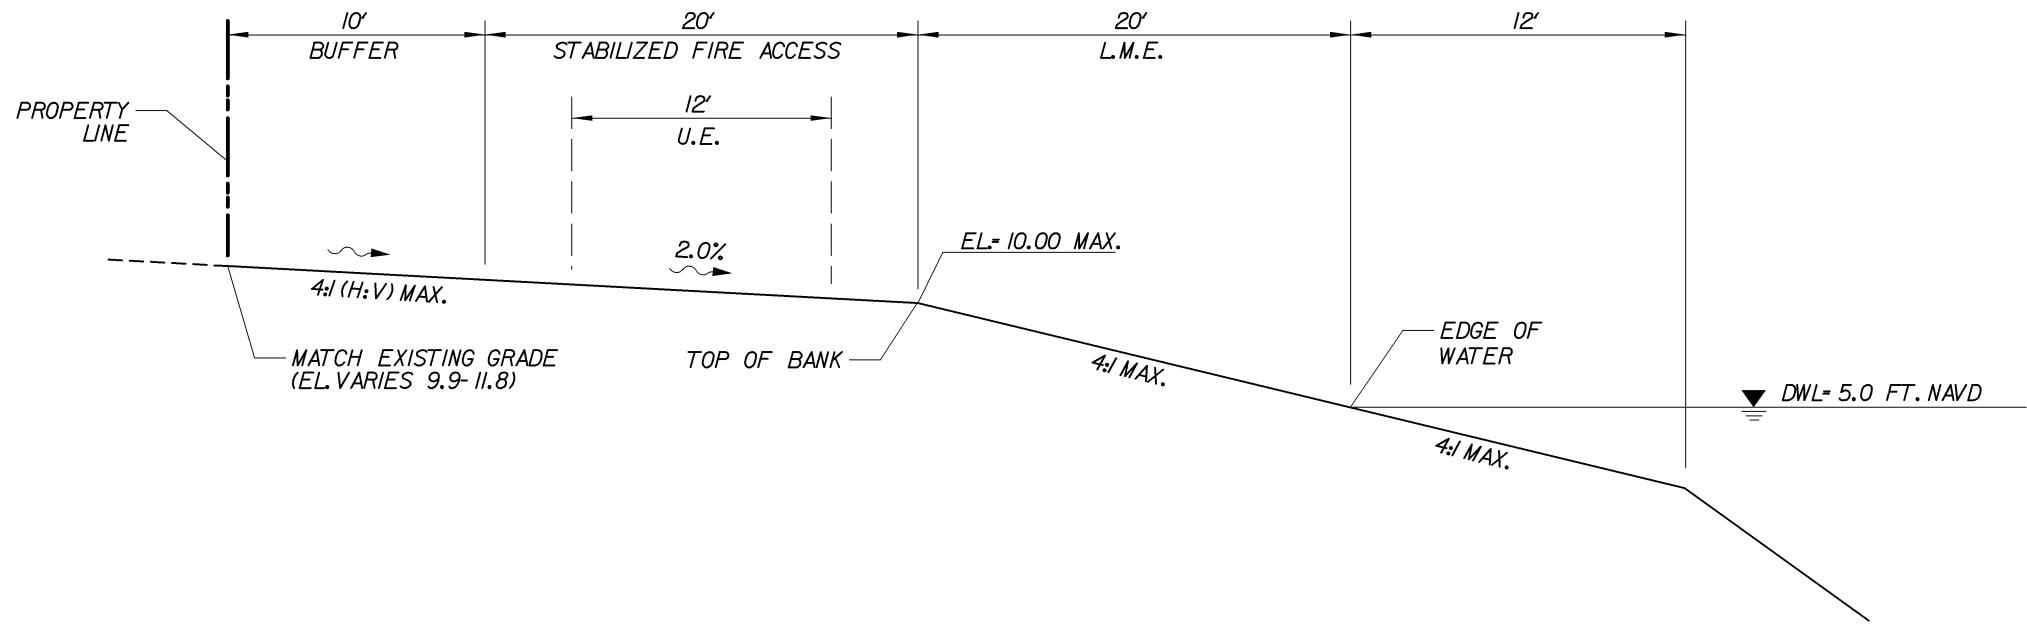 10'
20'
20'
12'
BUFFER
STABILIZED FIRE ACCESS
L.M.E.
12'
U.E.
PROPERTY
LINE
2.0%
EL.= 10.00 MAX.
4:1 (H:V) MAX.
MATCH EXISTING GRADE
(EL. VARIES 9.9-11.8)
TOP OF BANK
4:1 MAX.
EDGE OF
WATER
DWL= 5.0 FT. NAVD
4:1 MAX.